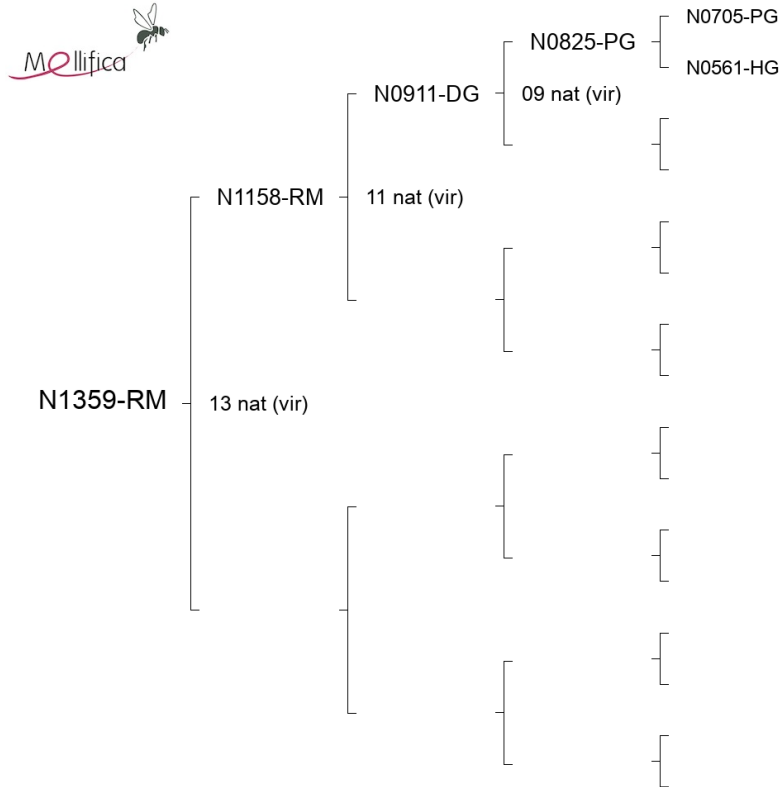 Mellifica
N0705-PG
N0825-PG
N0561-HG
N0911-DG
09 nat (vir)
N1158-RM
11 nat (vir)
N1359-RM
13 nat (vir)